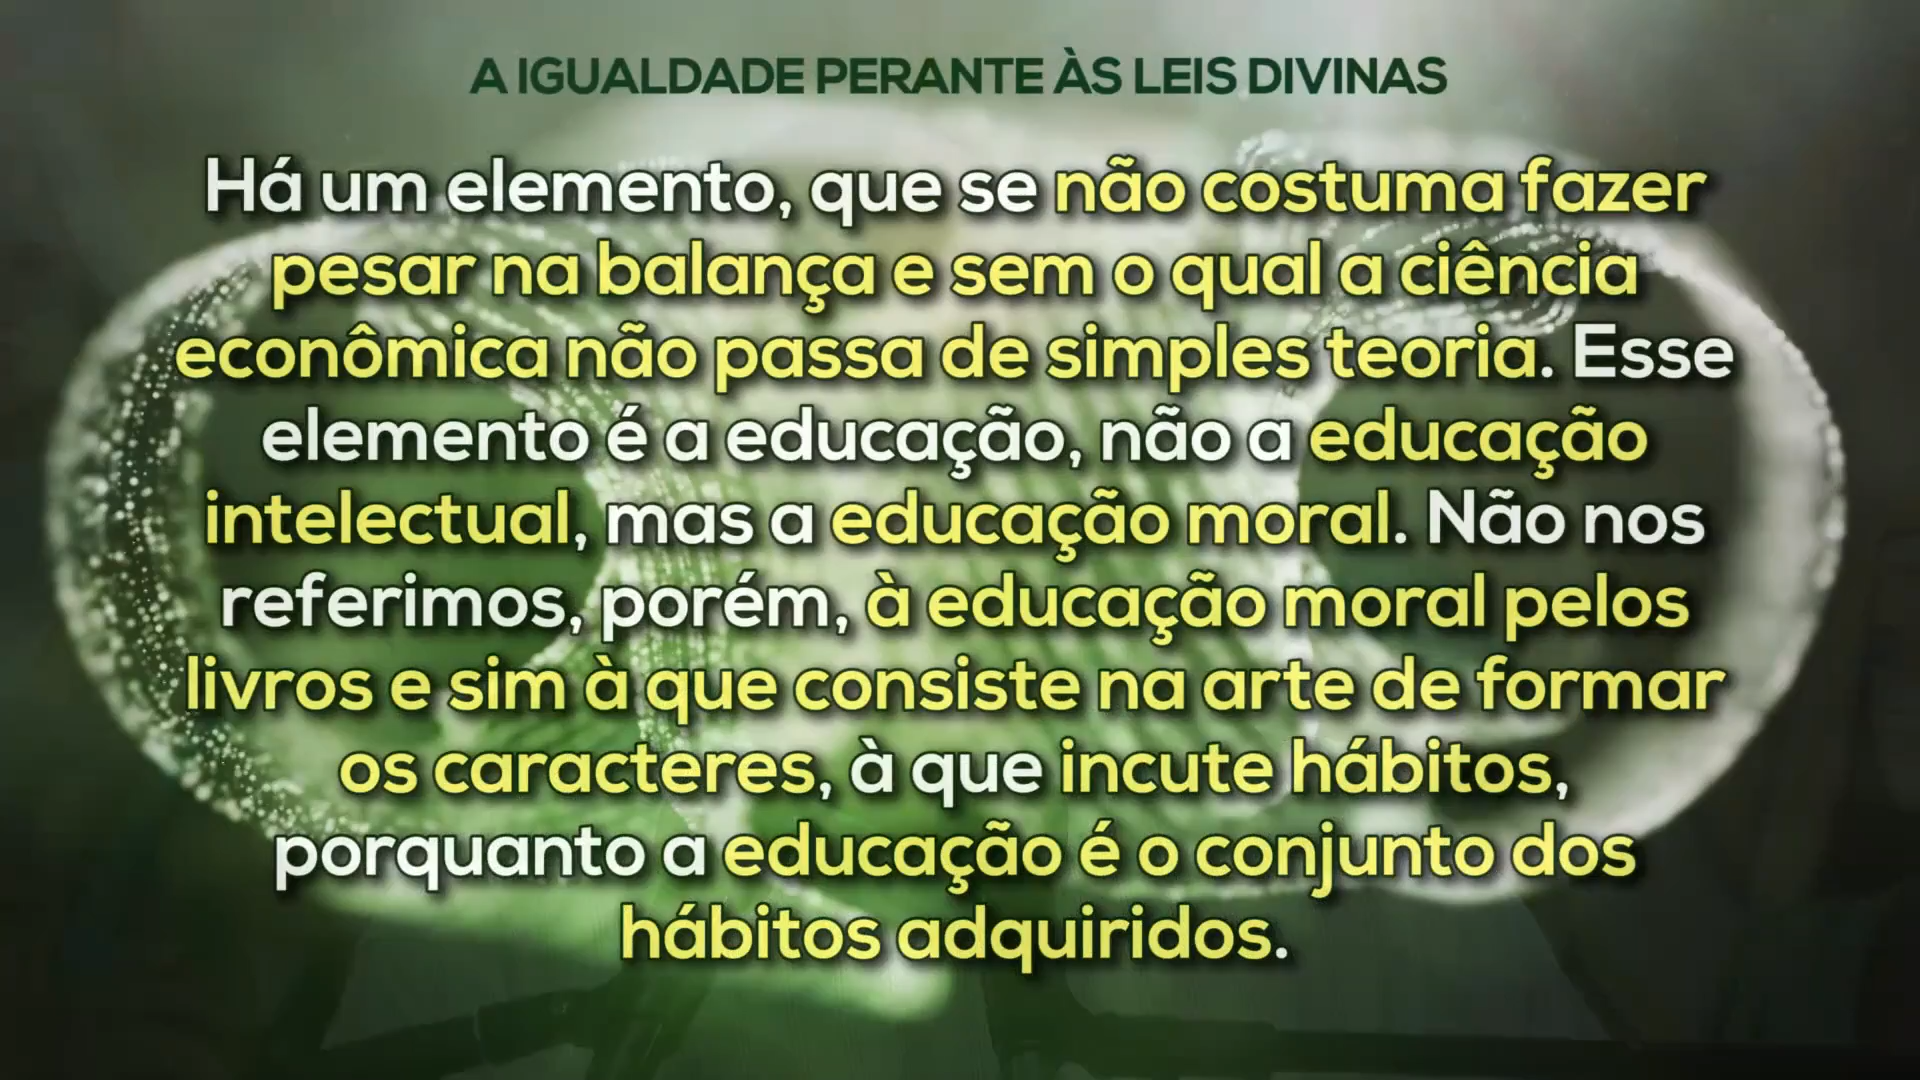 A IGUALDADE PERANTE ÀS LEIS DIVINAS
Há um elemento, que se não costuma fazer
pesar na balança e sem o qual a ciência
econômica não passa de simples teoria. Esse
elemento é a educação, não a educação
intelectual, mas a educação moral. Não nos
referimos, porém, à educação moral pelos
livros e sim à que consiste na arte de formar
os caracteres, à que incute hábitos,
porquanto a educação é o conjunto dos
hábitos adquiridos.